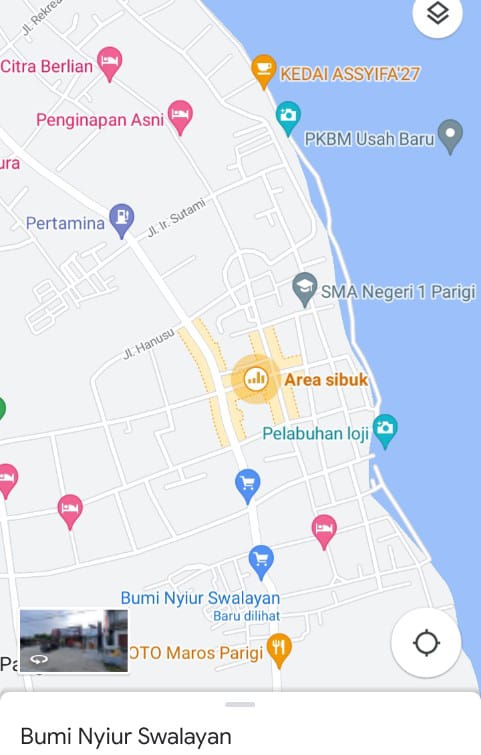 Jl. Rekrea
Citra Berlian
KEDAI ASSYIFA'27
Penginapan Asni
PKBM Usah Baru
ura
Pertamina
Jl. Ir. Sutami
SMA Negeri 1 Parigi
Jl. Hanusu
Area sibuk
Pelabuhan loji
Bumi Nyiur Swalayan
Baru dilihat
OTO Maros Parigi
Pa
Bumi Nyiur Swalayan